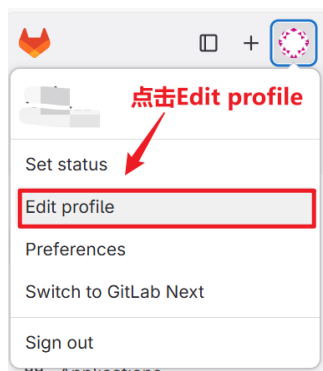 点击Edit profile
Set status
Edit profile
Preferences
Switch to GitLab Next
Sign out